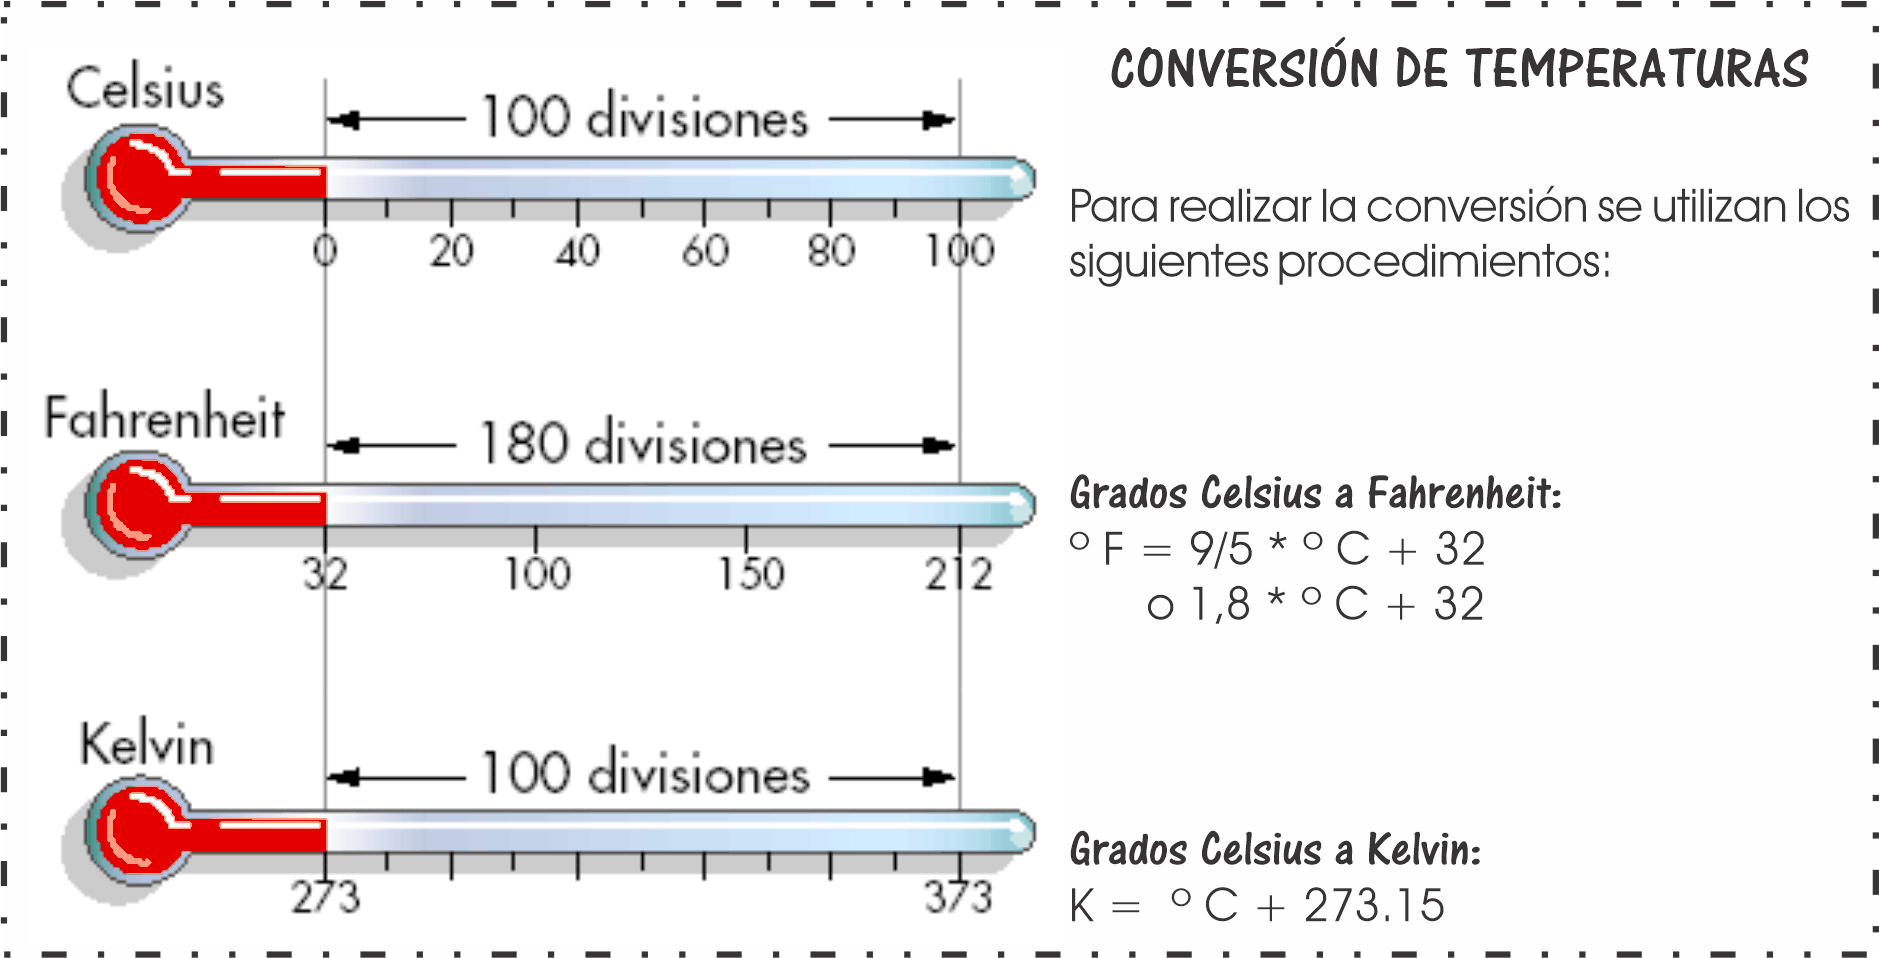 CONVERSIÓN DE TEMPERATURAS
Para realizar la conversión se utilizan los
siguientes procedimientos:
Celsius
100 divisiones
0 20 40 60 80 100
Fahrenheit
180 divisiones
32 100 150 212
Grados Celsius a Fahrenheit:
º F = 9/5 * º C + 32
o 1,8 * º C + 32
Kelvin
100 divisiones
273 373
Grados Celsius a Kelvin:
K = º C + 273.15